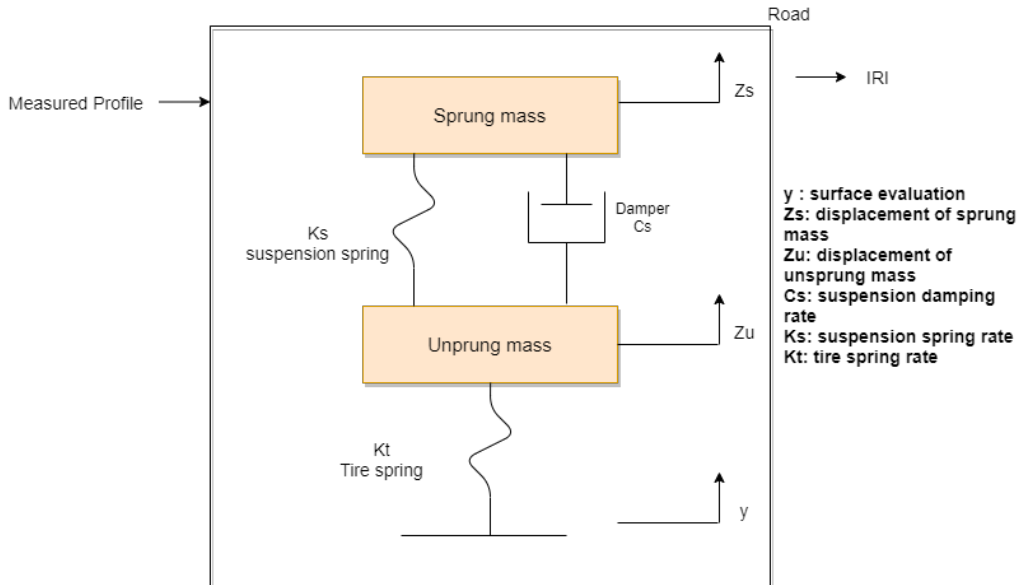 Road
Measured Profile
IRI
Sprung mass
Zs
Ks
suspension spring
Damper
Cs
Unprung mass
Zu
Kt
Tire spring
y
y : surface evaluation
Zs: displacement of sprung
mass
Zu: displacement of
unsprung mass
Cs: suspension damping
rate
Ks: suspension spring rate
Kt: tire spring rate